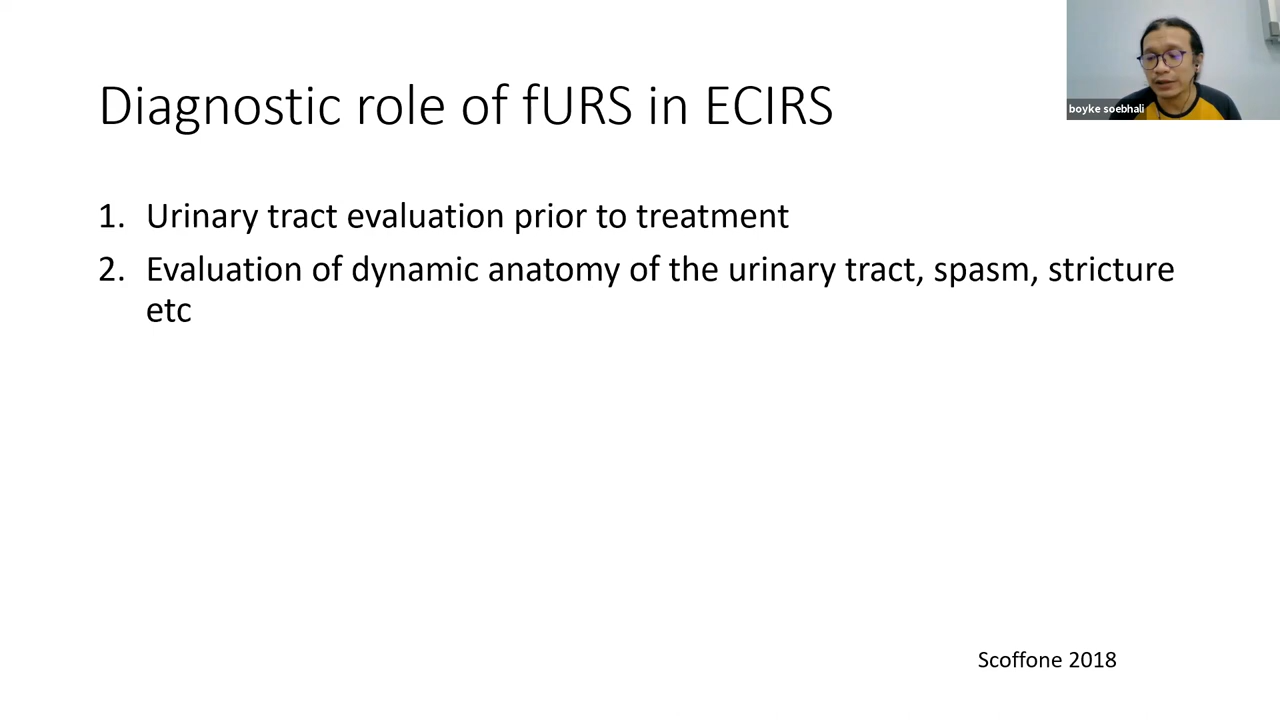 Diagnostic role of fURS in ECIRS
boyke soebhali
1. Urinary tract evaluation prior to treatment
2. Evaluation of dynamic anatomy of the urinary tract, spasm, stricture
etc
Scoffone 2018